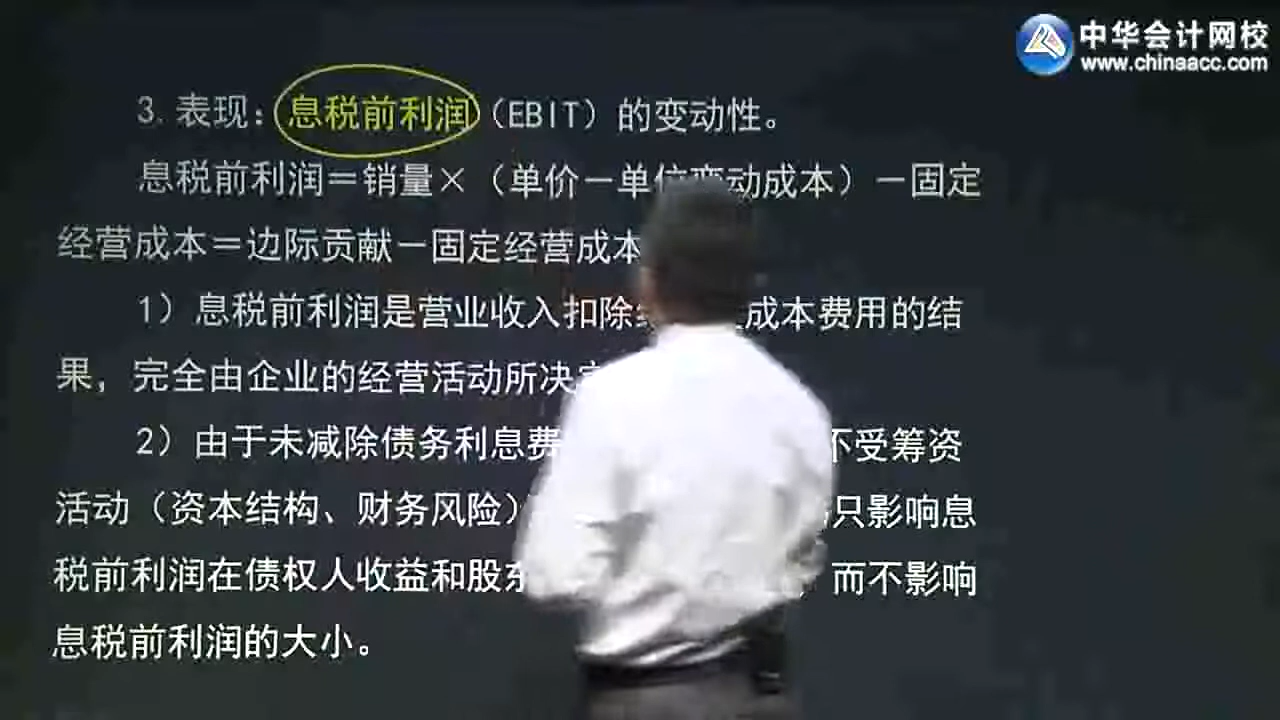 中华会计网校
www.chinaacc.com
3. 表现：息税前利润（EBIT）的变动性。
息税前利润＝销量×（单价－单位变动成本）－固定
经营成本＝边际贡献－固定经营成本
1）息税前利润是营业收入扣除 成本费用的结
果，完全由企业的经营活动所决
2）由于未减除债务利息费 不受筹资
活动（资本结构、财务风险） 只影响息
税前利润在债权人收益和股东 而不影响
息税前利润的大小。